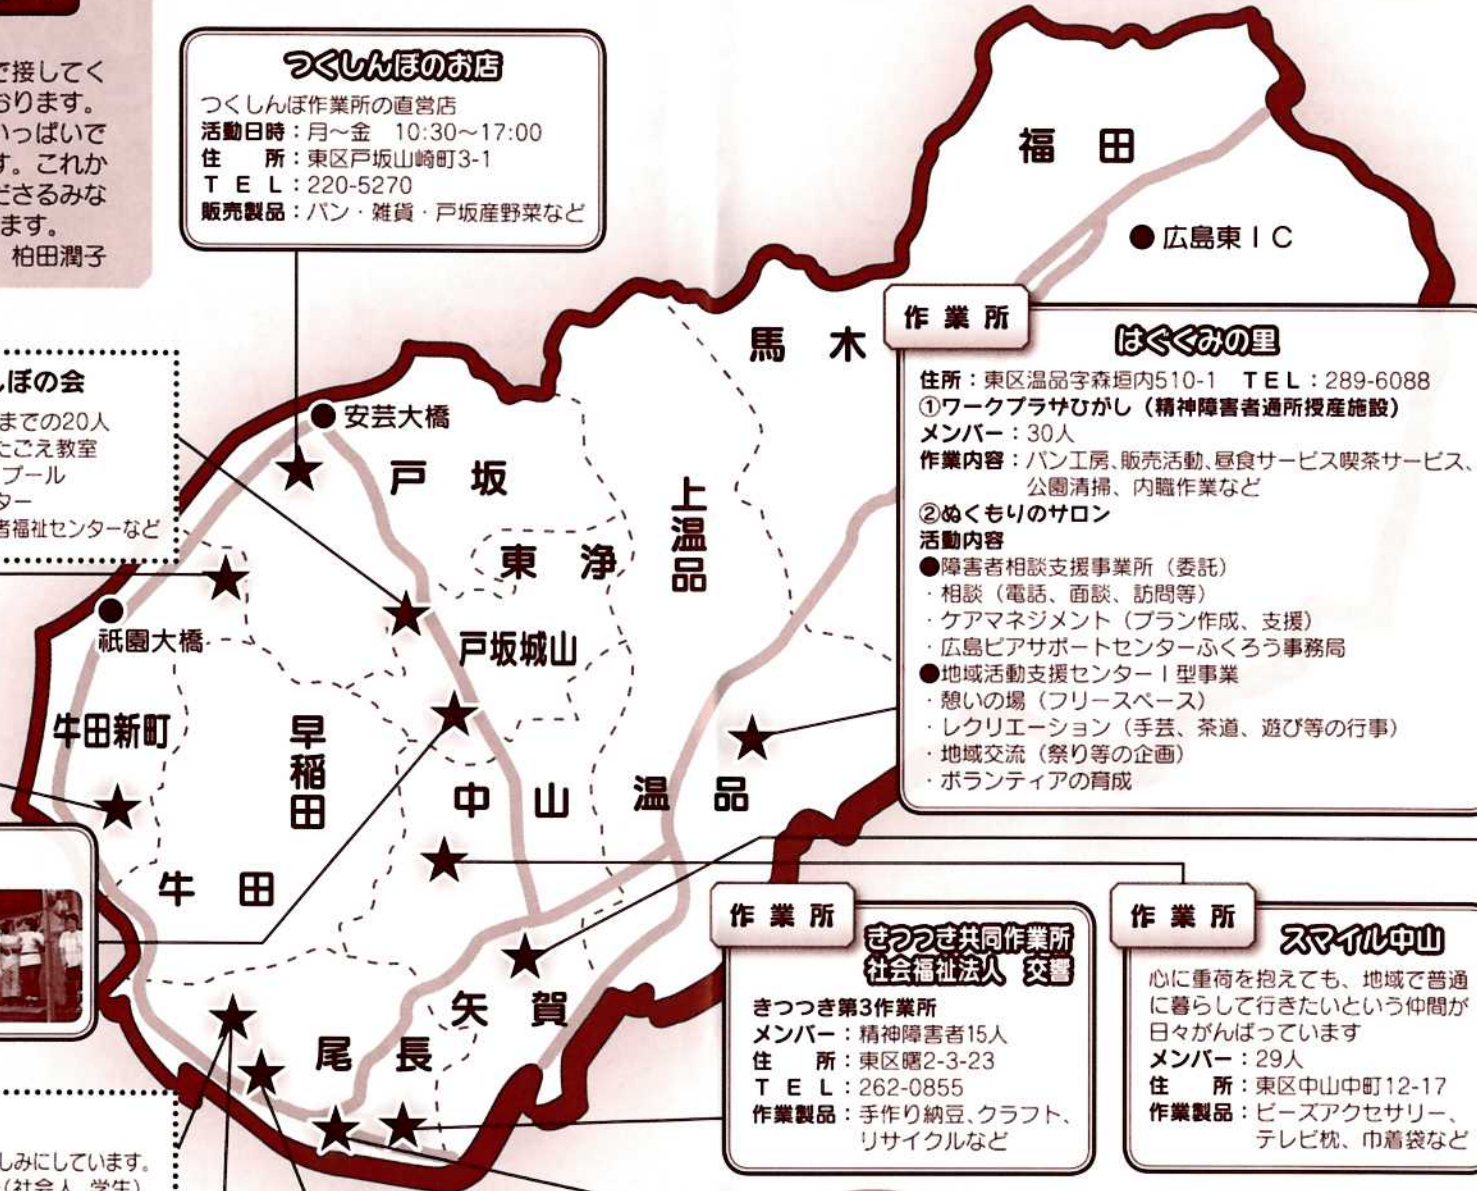 で接してく
おります。
いっぱいで
す。これか
ださるみな
ます。
柏田潤子
つくしんぼのお店
つくしんぼ作業所の直営店
活動日時：月～金　10:30～17:00
住　　所：東区戸坂山崎町3-1
ＴＥＬ：220-5270
販売製品：パン・雑貨・戸坂産野菜など
福　田
●広島東ＩＣ
馬　木
んぼの会
までの20人
たごえ教室
プール
ター
者福祉センターなど
●安芸大橋
戸　坂
上温品
東　浄
祇園大橋
戸坂城山
牛田新町
早稲田
中　山
温　品
牛　田
矢　賀
尾　長
作業所
はぐくみの里
住所：東区温品字森垣内510-1　ＴＥＬ：289-6088
①ワークプラザひがし（精神障害者通所授産施設）
メンバー：30人
作業内容：パン工房、販売活動、昼食サービス喫茶サービス、
公園清掃、内職作業など
②ぬくもりのサロン
活動内容
●障害者相談支援事業所（委託）
・相談（電話、面談、訪問等）
・ケアマネジメント（プラン作成、支援）
・広島ピアサポートセンターふくろう事務局
●地域活動支援センターⅠ型事業
・憩いの場（フリースペース）
・レクリエーション（手芸、茶道、遊び等の行事）
・地域交流（祭り等の企画）
・ボランティアの育成
作業所
きつつき共同作業所
社会福祉法人　交響
きつつき第3作業所
メンバー：精神障害者15人
住　　所：東区曙2-3-23
ＴＥＬ：262-0855
作業製品：手作り納豆、クラフト、
リサイクルなど
作業所
スマイル中山
心に重荷を抱えても、地域で普通
に暮らして行きたいという仲間が
日々がんばっています
メンバー：29人
住　　所：東区中山中町12-17
作業製品：ビーズアクセサリー、
テレビ枕、巾着袋など
しみにしています。
（社会人、学生）